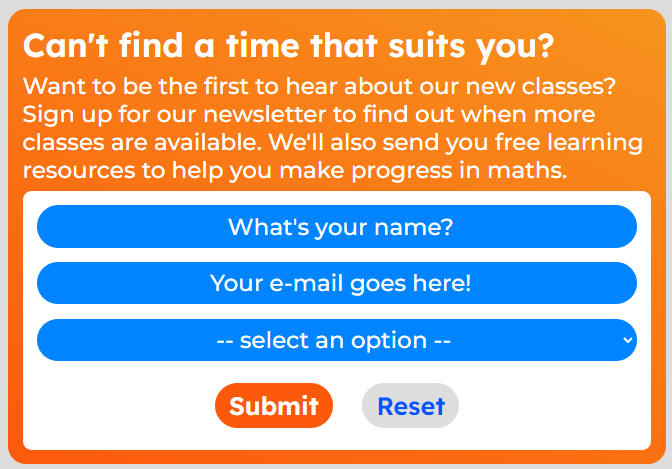 Can't find a time that suits you?
Want to be the first to hear about our new classes?
Sign up for our newsletter to find out when more
classes are available. We'll also send you free learning
resources to help you make progress in maths.
What's your name?
Your e-mail goes here!
-- select an option --
Submit Reset